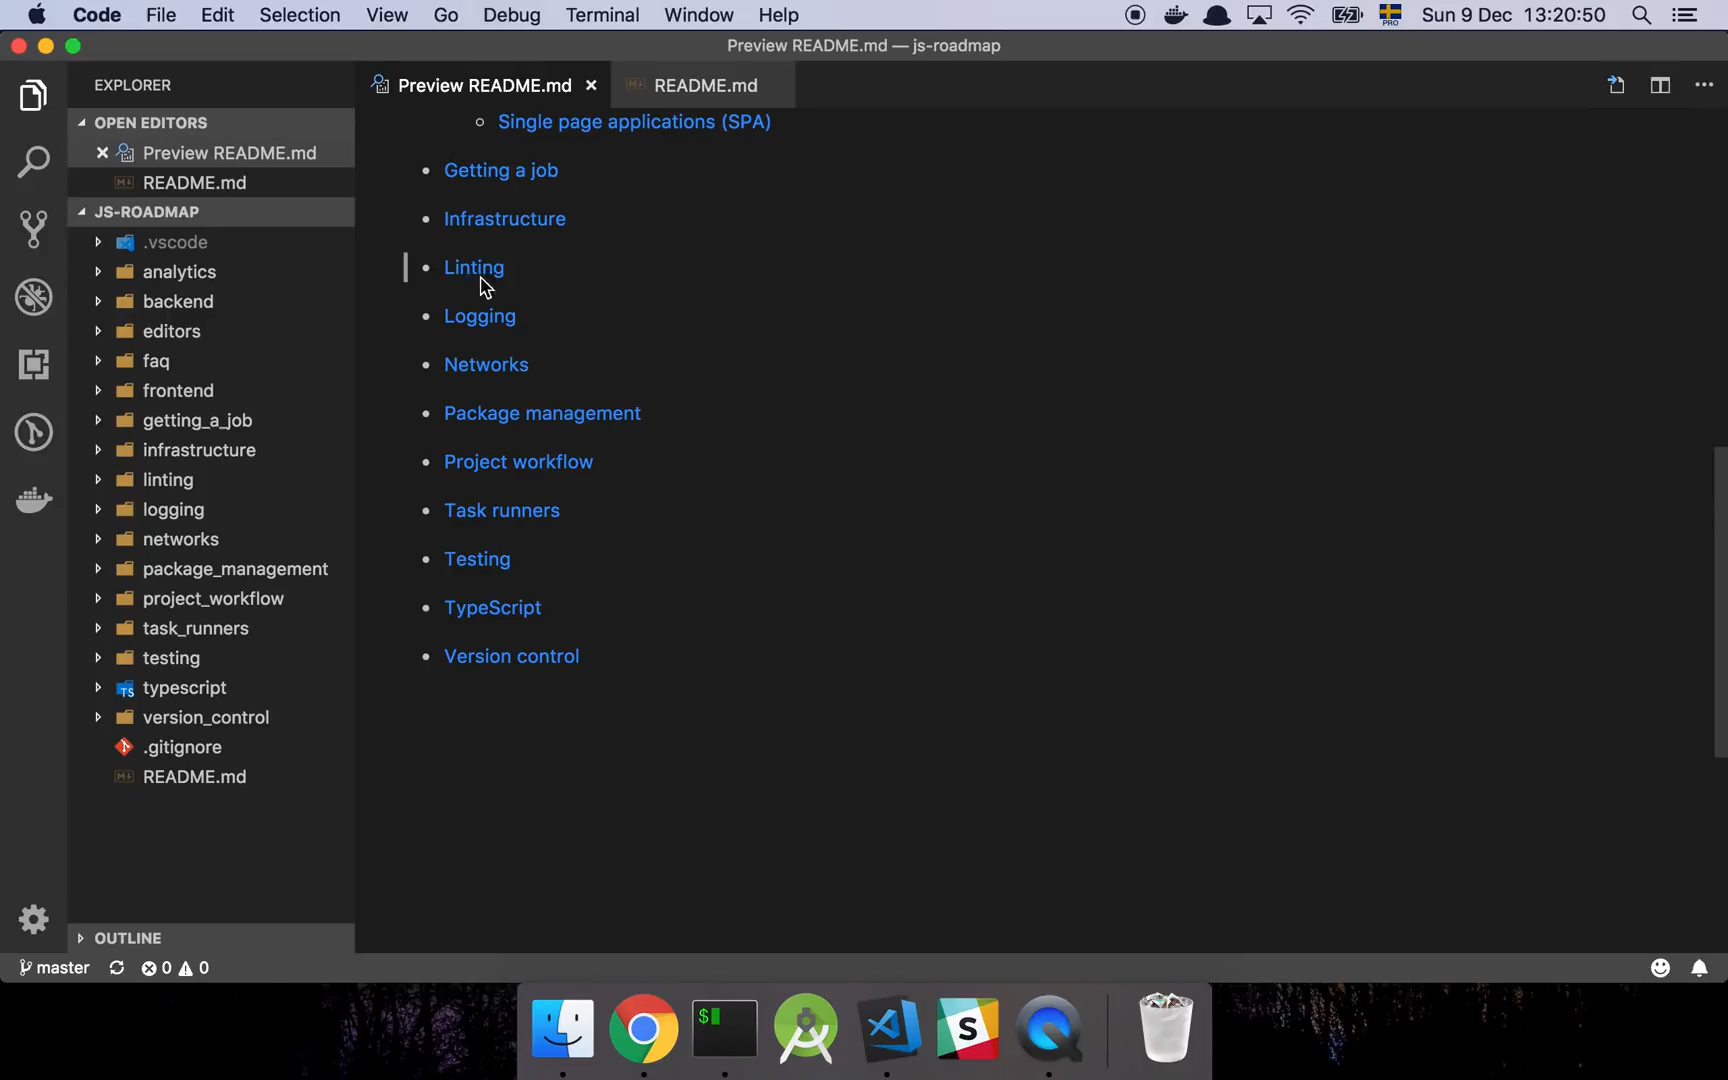 Code File Edit Selection View Go Debug Terminal Window Help PRO Sun 9 Dec 13:20:50
Preview README.md — js-roadmap
EXPLORER
OPEN EDITORS
Preview README.md
README.md
JS-ROADMAP
.vscode
analytics
backend
editors
faq
frontend
getting_a_job
infrastructure
linting
logging
networks
package_management
project_workflow
task_runners
testing
TS typescript
version_control
.gitignore
README.md
OUTLINE
Preview README.md README.md
Single page applications (SPA)
Getting a job
Infrastructure
Linting
Logging
Networks
Package management
Project workflow
Task runners
Testing
TypeScript
Version control
master 0 0
$ S